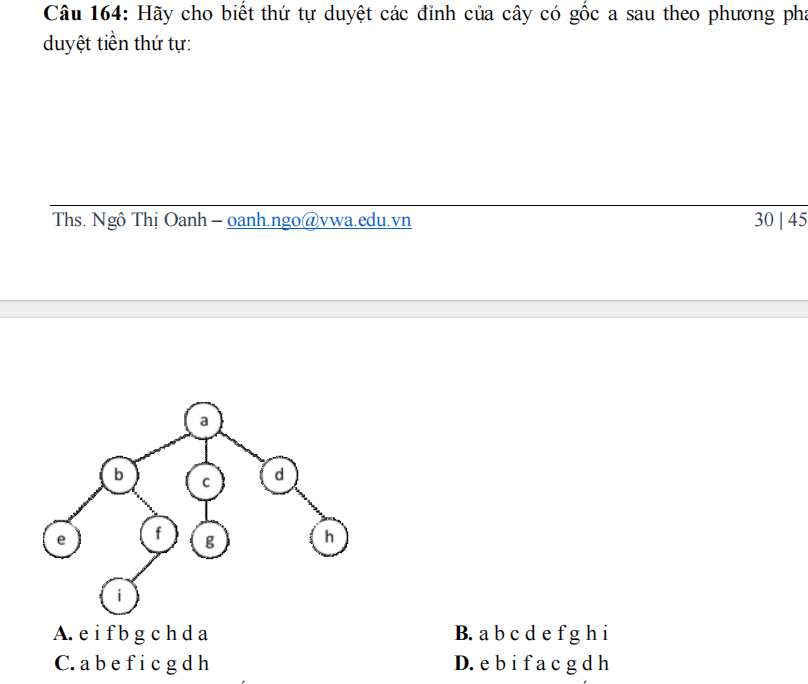 Câu 164: Hãy cho biết thứ tự duyệt các đỉnh của cây có gốc a sau theo phương
duyệt tiền thứ tự:
Ths. Ngô Thị Oanh – oanh.ngo@vwa.edu.vn 30 | 45
a
b c d
e f g h
i
A. e i f b g c h d a B. a b c d e f g h i
C. a b e f i c g d h D. e b i f a c g d h